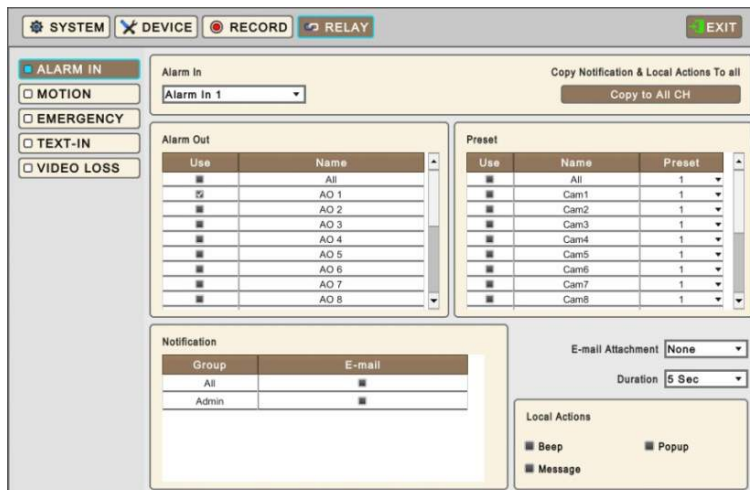 SYSTEM DEVICE RECORD RELAY EXIT
ALARM IN
MOTION
EMERGENCY
TEXT-IN
VIDEO LOSS
Alarm In
Alarm In 1
Copy Notification & Local Actions To all
Copy to All CH
Alarm Out
Use Name
All
AO 1
AO 2
AO 3
AO 4
AO 5
AO 6
AO 7
AO 8
Preset
Use Name Preset
All 1
Cam1 1
Cam2 1
Cam3 1
Cam4 1
Cam5 1
Cam6 1
Cam7 1
Cam8 1
Notification
Group E-mail
All
Admin
E-mail Attachment None
Duration 5 Sec
Local Actions
Beep Popup
Message